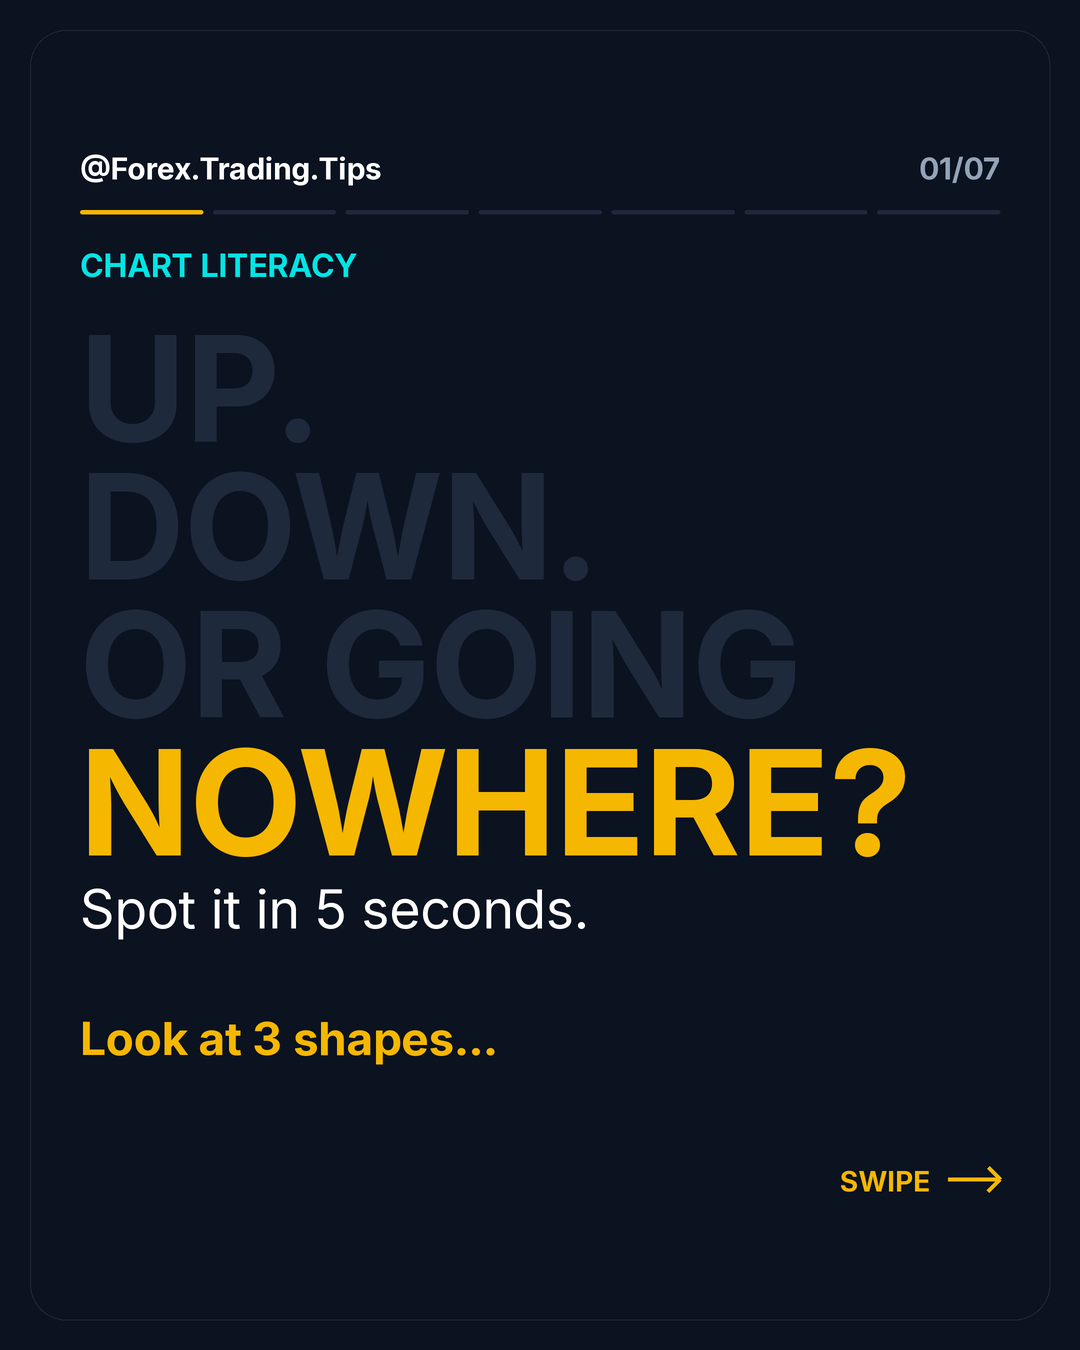 @Forex.Trading.Tips
01/07
CHART LITERACY
UP.
DOWN.
OR GOING
NOWHERE?
Spot it in 5 seconds.
Look at 3 shapes...
SWIPE